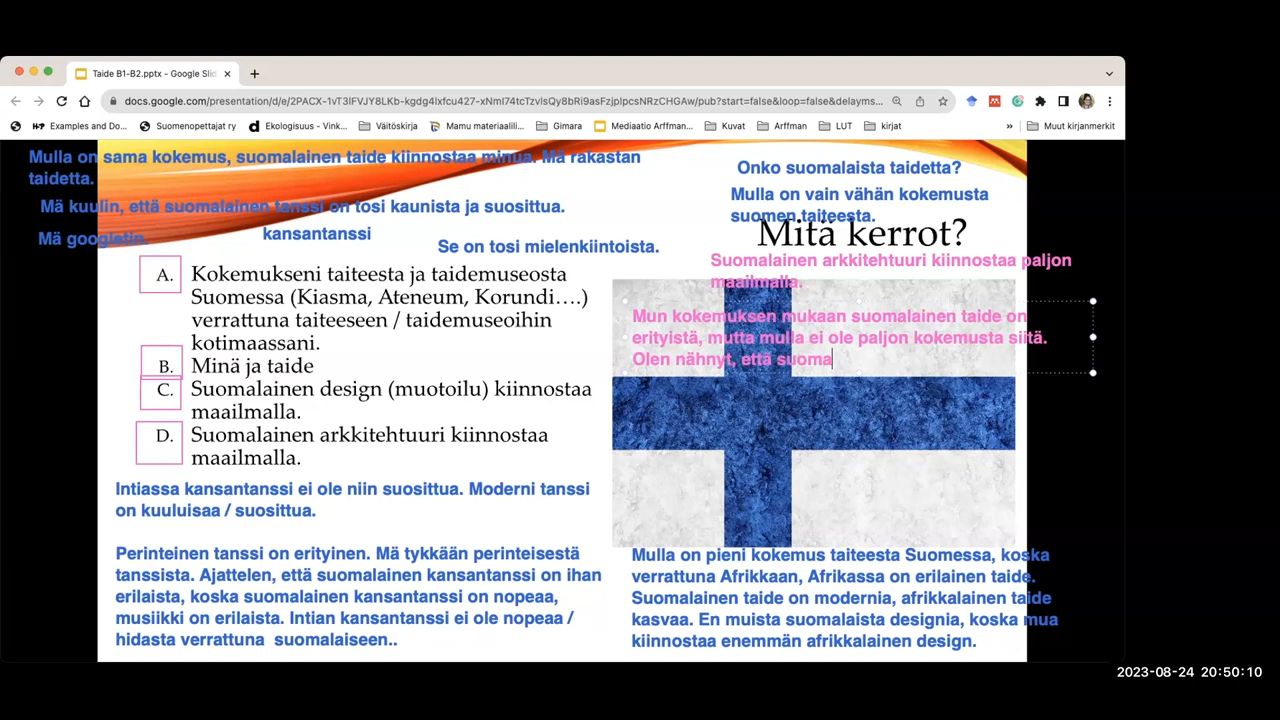 Taide B1-B2.pptx - Google Slid
docs.google.com/presentation/d/e/2PACX-1vT3lFVJY8LKb-kgdg4lxfcu427-xNml74tcTzvlsQy8bRi9asFzjplpcsNRzCHGAw/pub?start=false&loop=false&delayms...
Examples and Do... Suomenopettajat ry Ekologisuus - Vink... Väitöskirja Mamu materiaalili... Gimara Mediaatio Arffman... Kuvat Arffman LUT kirjat » Muut kirjanmerkit
Mulla on sama kokemus, suomalainen taide kiinnostaa minua. Mä rakastan
taidetta.
Mä kuulin, että suomalainen tanssi on tosi kaunista ja suosittua.
Mä googletin.
kansantanssi
Se on tosi mielenkiintoista.
Onko suomalaista taidetta?
Mulla on vain vähän kokemusta
suomen taiteesta.
Mitä kerrot?
Suomalainen arkkitehtuuri kiinnostaa paljon
maailmalla.
Mun kokemuksen mukaan suomalainen taide on
erityistä, mutta mulla ei ole paljon kokemusta siitä.
Olen nähnyt, että suoma
A. Kokemukseni taiteesta ja taidemuseosta
Suomessa (Kiasma, Ateneum, Korundi....)
verrattuna taiteeseen / taidemuseoihin
kotimaassani.
B. Minä ja taide
C. Suomalainen design (muotoilu) kiinnostaa
maailmalla.
D. Suomalainen arkkitehtuuri kiinnostaa
maailmalla.
Intiassa kansantanssi ei ole niin suosittua. Moderni tanssi
on kuuluisaa / suosittua.
Perinteinen tanssi on erityinen. Mä tykkään perinteisestä
tanssista. Ajattelen, että suomalainen kansantanssi on ihan
erilaista, koska suomalainen kansantanssi on nopeaa,
musiikki on erilaista. Intian kansantanssi ei ole nopeaa /
hidasta verrattuna suomalaiseen..
Mulla on pieni kokemus taiteesta Suomessa, koska
verrattuna Afrikkaan, Afrikassa on erilainen taide.
Suomalainen taide on modernia, afrikkalainen taide
kasvaa. En muista suomalaista designia, koska mua
kiinnostaa enemmän afrikkalainen design.
2023-08-24 20:50:10